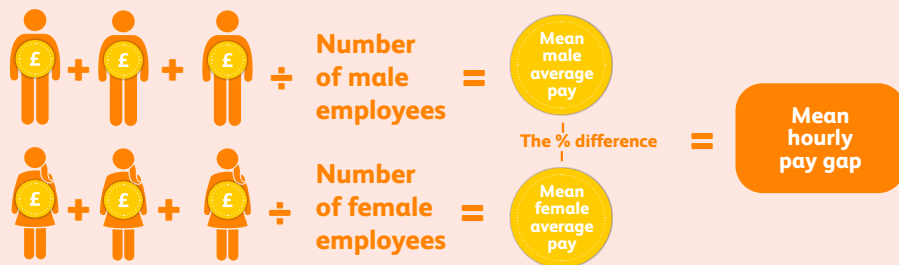 £ + £ + £ ÷
Number
of male
employees
=
Mean
male
average
pay
The % difference
=
Mean
hourly
pay gap
£ + £ + £ ÷
Number
of female
employees
=
Mean
female
average
pay